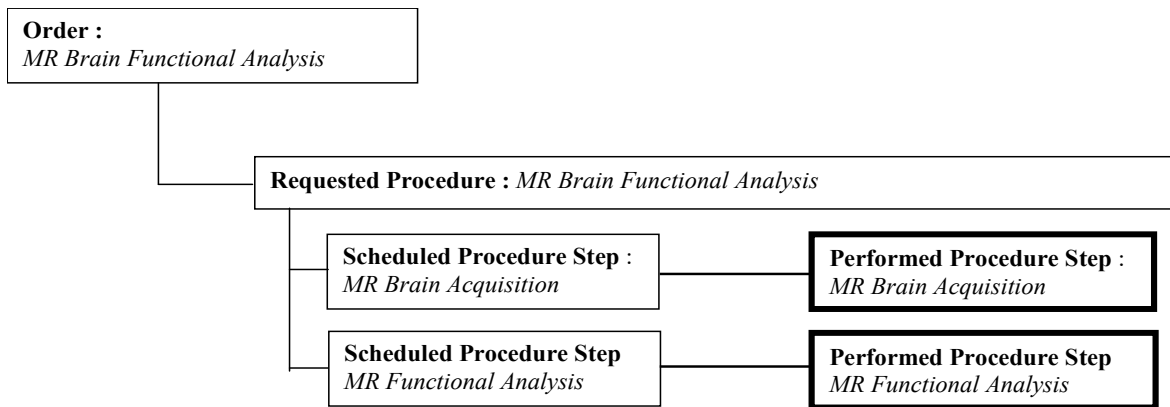 Order :
MR Brain Functional Analysis
Requested Procedure : MR Brain Functional Analysis
Scheduled Procedure Step :
MR Brain Acquisition
Performed Procedure Step :
MR Brain Acquisition
Scheduled Procedure Step
MR Functional Analysis
Performed Procedure Step
MR Functional Analysis